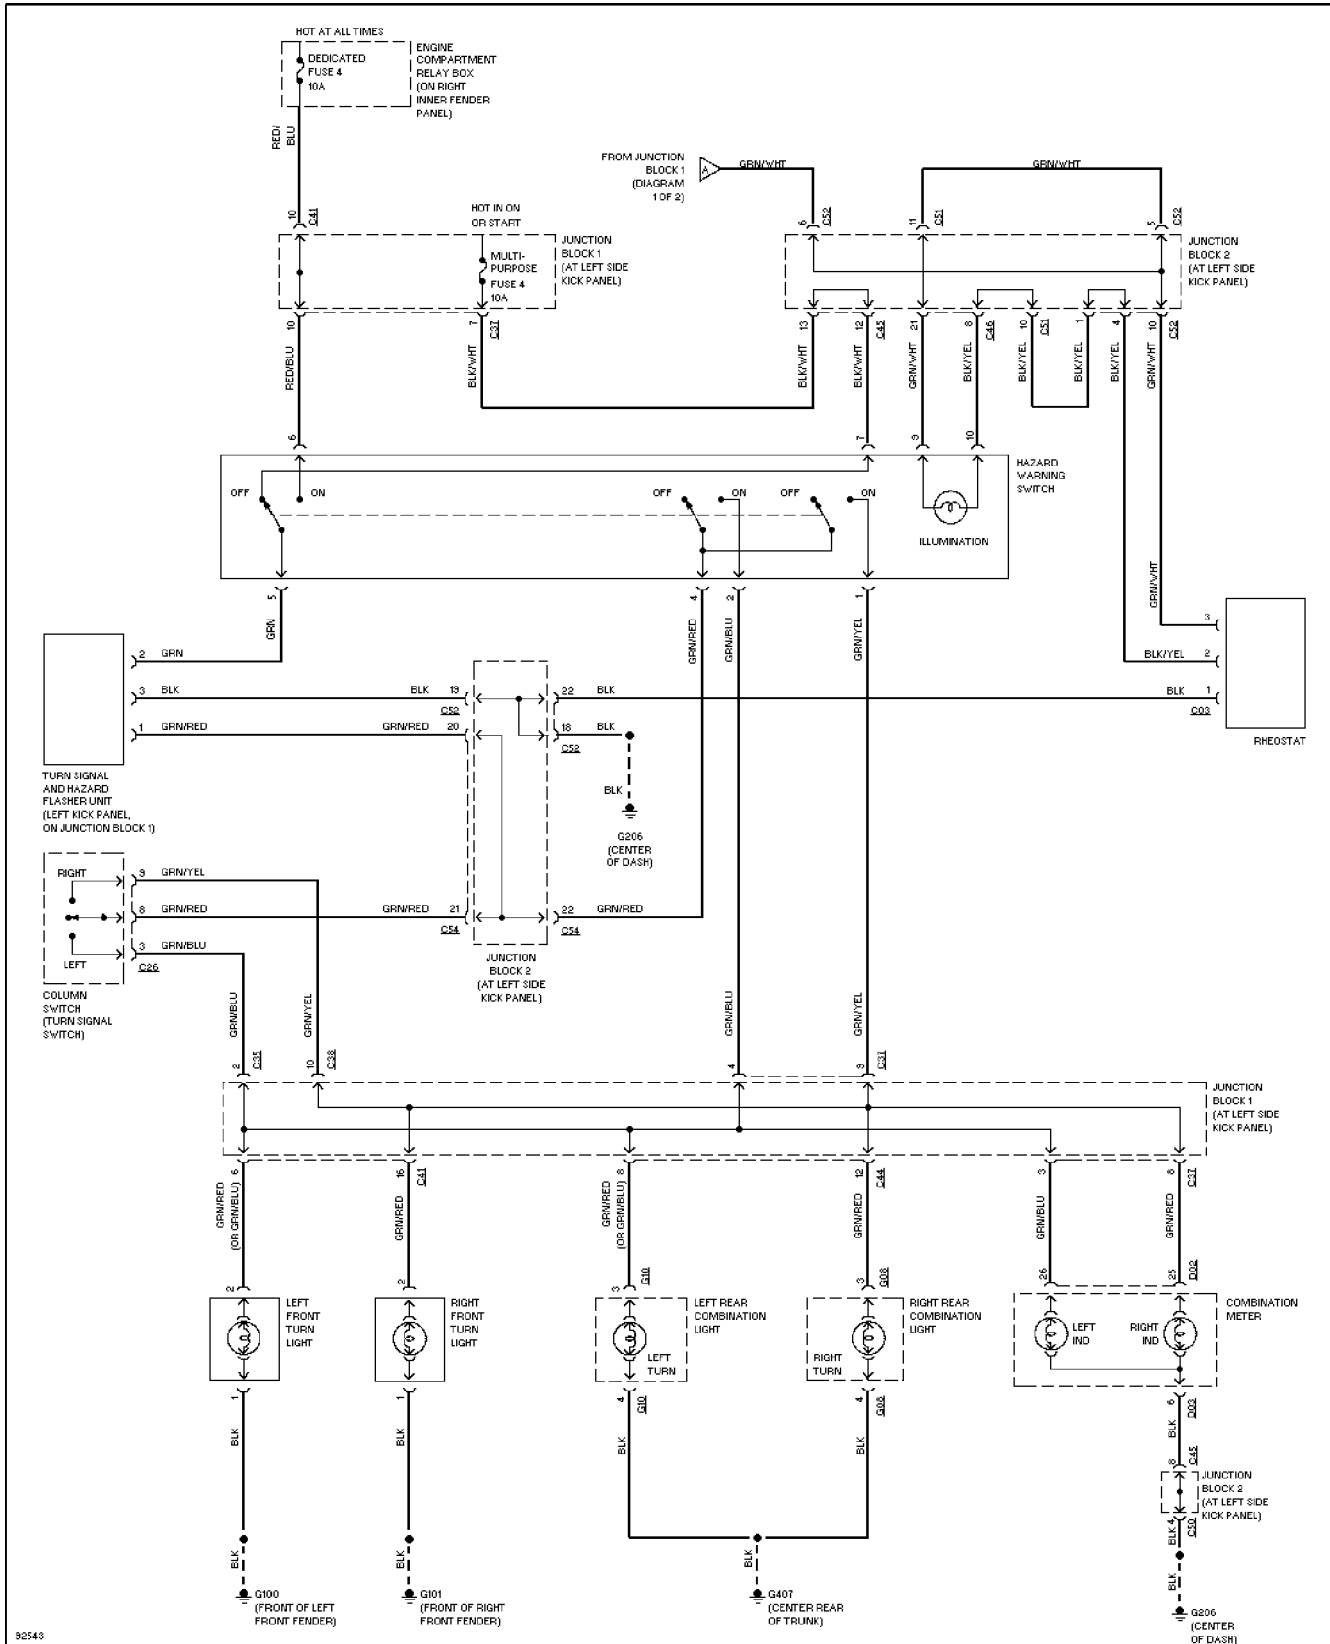 HOT AT ALL TIMES
DEDICATED
FUSE 4
10A
ENGINE
COMPARTMENT
RELAY BOX
(ON RIGHT
INNER FENDER
PANEL)
RED/
BLU
10
C41
HOT IN ON
OR START
MULTI-
PURPOSE
FUSE 4
10A
JUNCTION
BLOCK 1
(AT LEFT SIDE
KICK PANEL)
10
7
C37
RED/BLU
BLK/WHT
FROM JUNCTION
BLOCK 1
(DIAGRAM
1 OF 2)
A
GRN/WHT
GRN/WHT
6
C52
11
C51
5
C52
JUNCTION
BLOCK 2
(AT LEFT SIDE
KICK PANEL)
13
12
C45
21
8
C46
10
C51
1
4
10
C52
BLK/WHT
BLK/WHT
GRN/WHT
BLK/YEL
BLK/YEL
BLK/YEL
BLK/YEL
GRN/WHT
6
7
9
10
HAZARD
WARNING
SWITCH
OFF
ON
OFF
ON
OFF
ON
ILLUMINATION
5
4
2
1
GRN
GRN/RED
GRN/BLU
GRN/YEL
GRN/WHT
3
BLK/YEL
2
BLK
1
C03
RHEOSTAT
2
GRN
3
BLK
BLK
19
C52
1
GRN/RED
GRN/RED
20
22
BLK
18
BLK
C52
BLK
G206
(CENTER
OF DASH)
TURN SIGNAL
AND HAZARD
FLASHER UNIT
(LEFT KICK PANEL,
ON JUNCTION BLOCK 1)
RIGHT
9
GRN/YEL
8
GRN/RED
GRN/RED
21
C54
22
GRN/RED
C54
3
GRN/BLU
LEFT
C26
COLUMN
SWITCH
(TURN SIGNAL
SWITCH)
JUNCTION
BLOCK 2
(AT LEFT SIDE
KICK PANEL)
GRN/BLU
GRN/YEL
GRN/BLU
GRN/YEL
2
C35
10
C38
4
9
C37
JUNCTION
BLOCK 1
(AT LEFT SIDE
KICK PANEL)
6
16
C41
8
12
C44
3
8
C37
GRN/RED
(OR GRN/BLU)
GRN/RED
GRN/RED
(OR GRN/BLU)
GRN/RED
GRN/BLU
GRN/RED
2
2
3
G10
3
G08
26
25
D02
LEFT
FRONT
TURN
LIGHT
RIGHT
FRONT
TURN
LIGHT
LEFT REAR
COMBINATION
LIGHT
LEFT
TURN
RIGHT REAR
COMBINATION
LIGHT
RIGHT
TURN
LEFT
IND
RIGHT
IND
COMBINATION
METER
1
1
4
G10
4
G08
6
D03
BLK
BLK
BLK
BLK
BLK
8
C45
JUNCTION
BLOCK 2
(AT LEFT SIDE
KICK PANEL)
BLK 4
C50
BLK
BLK
BLK
BLK
G100
(FRONT OF LEFT
FRONT FENDER)
G101
(FRONT OF RIGHT
FRONT FENDER)
G407
(CENTER REAR
OF TRUNK)
G206
(CENTER
OF DASH)
92543